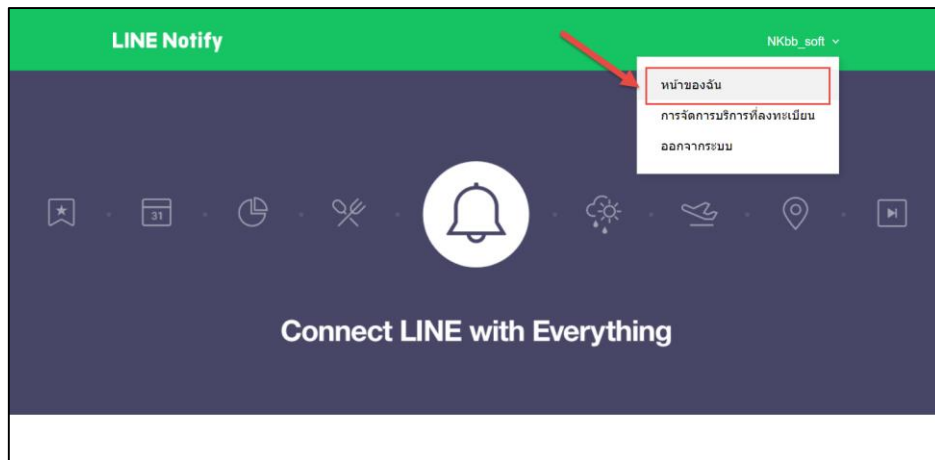 LINE Notify
NKbb_soft
หน้าของฉัน
การจัดการบริการที่ลงทะเบียน
ออกจากระบบ
31
Connect LINE with Everything